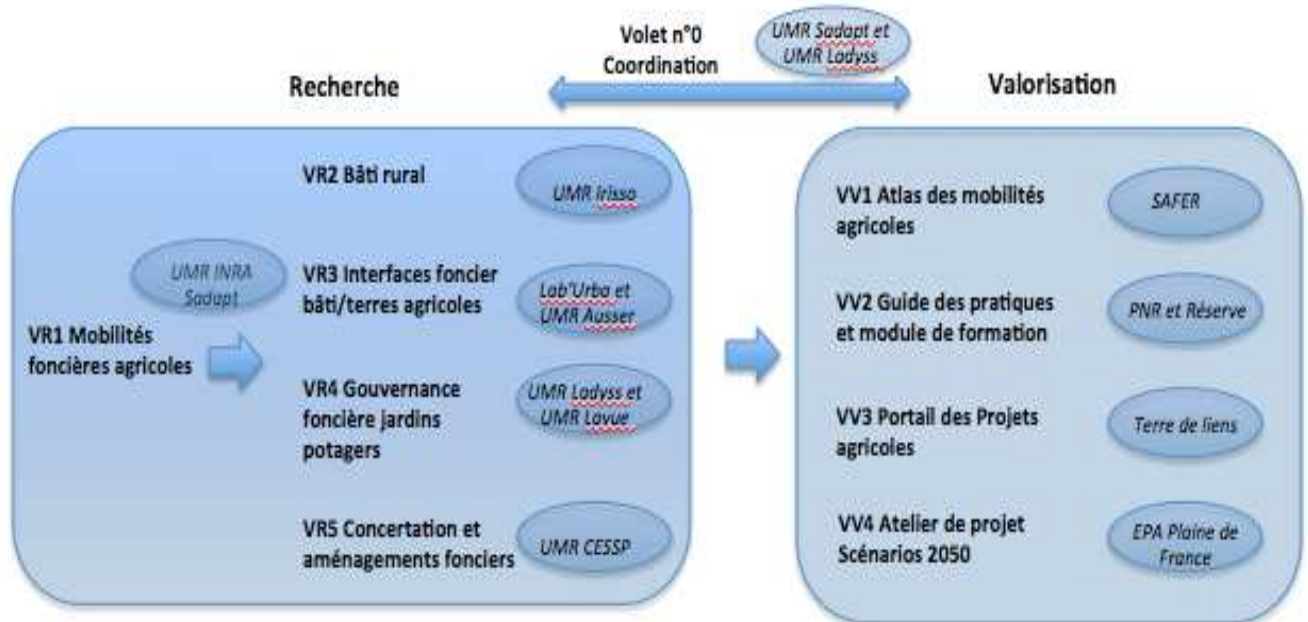 Volet n°0
Coordination
UMR Sadapt et
UMR Ladyss
Recherche
Valorisation
VR1 Mobilités
foncières agricoles
UMR INRA
Sadapt
VR2 Bâti rural
UMR Irisso
VR3 Interfaces foncier
bâti/terres agricoles
Lab'Urba et
UMR Ausser
VR4 Gouvernance
foncière jardins
potagers
UMR Ladyss et
UMR Lavue
VR5 Concertation et
aménagements fonciers
UMR CESSP
VV1 Atlas des mobilités
agricoles
SAFER
VV2 Guide des pratiques
et module de formation
PNR et Réserve
VV3 Portail des Projets
agricoles
Terre de liens
VV4 Atelier de projet
Scénarios 2050
EPA Plaine de
France